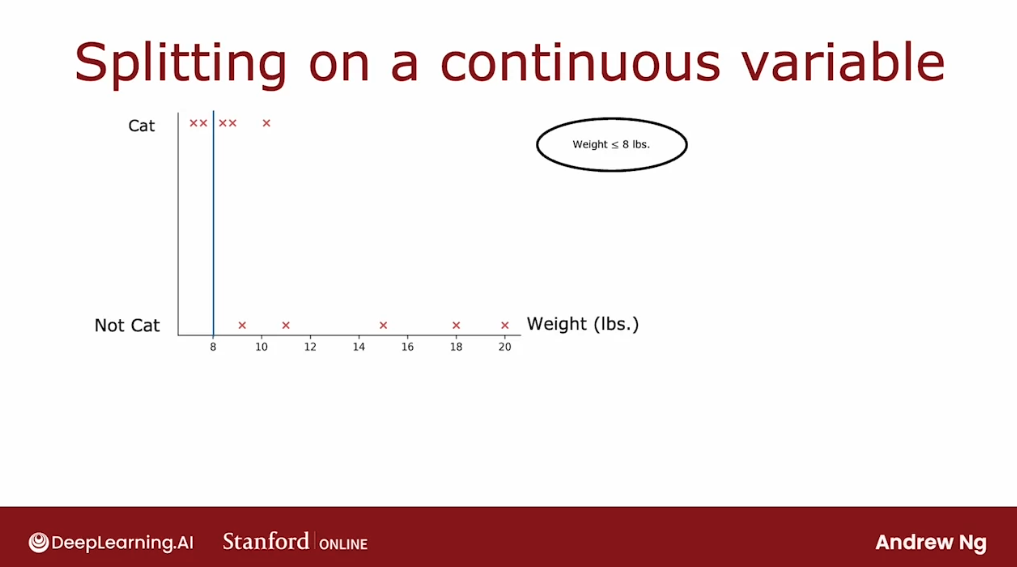 Splitting on a continuous variable
Cat
Weight ≤ 8 lbs.
Not Cat
Weight (lbs.)
8 10 12 14 16 18 20
DeepLearning.AI Stanford ONLINE Andrew Ng